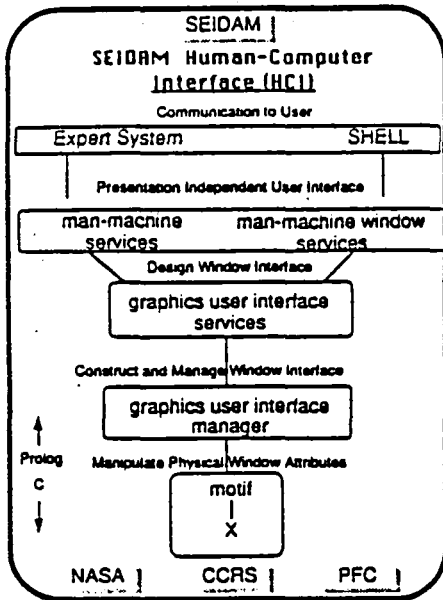 SEIDAM
SEIDAM Human-Computer
Interface (HCI)
Communication to User
Expert System SHELL
Presentation Independent User Interface
man-machine services man-machine window services
Design Window Interface
graphics user interface
services
Construct and Manage Window Interface
graphics user interface
manager
Prolog
C
Manipulate Physical Window Attributes
motif
X
NASA CCRS PFC